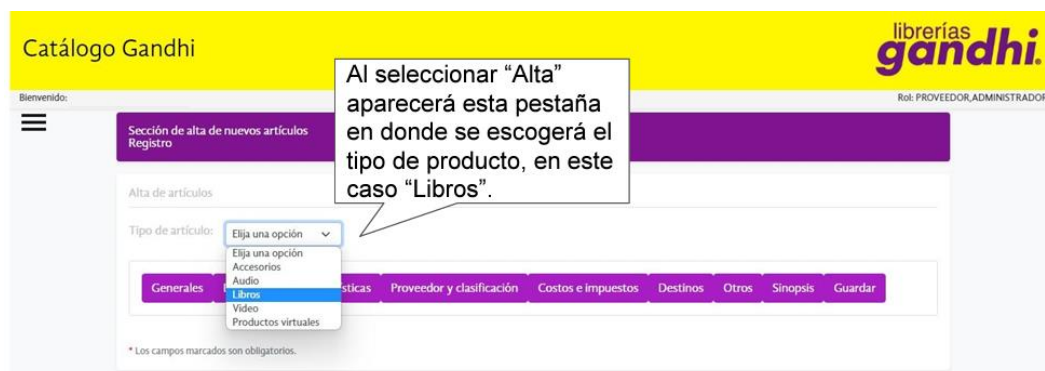 Catálogo Gandhi
librerías
gandhi.
Al seleccionar “Alta”
aparecerá esta pestaña
en donde se escogerá el
tipo de producto, en este
caso “Libros”.
Bienvenido:
Rol: PROVEEDOR,ADMINISTRADOR
Sección de alta de nuevos artículos
Registro
Alta de artículos
Tipo de artículo:
Elija una opción
Elija una opción
Accesorios
Audio
Libros
Video
Productos virtuales
Generales
Proveedor y clasificación
Costos e impuestos
Destinos
Otros
Sinopsis
Guardar
* Los campos marcados son obligatorios.